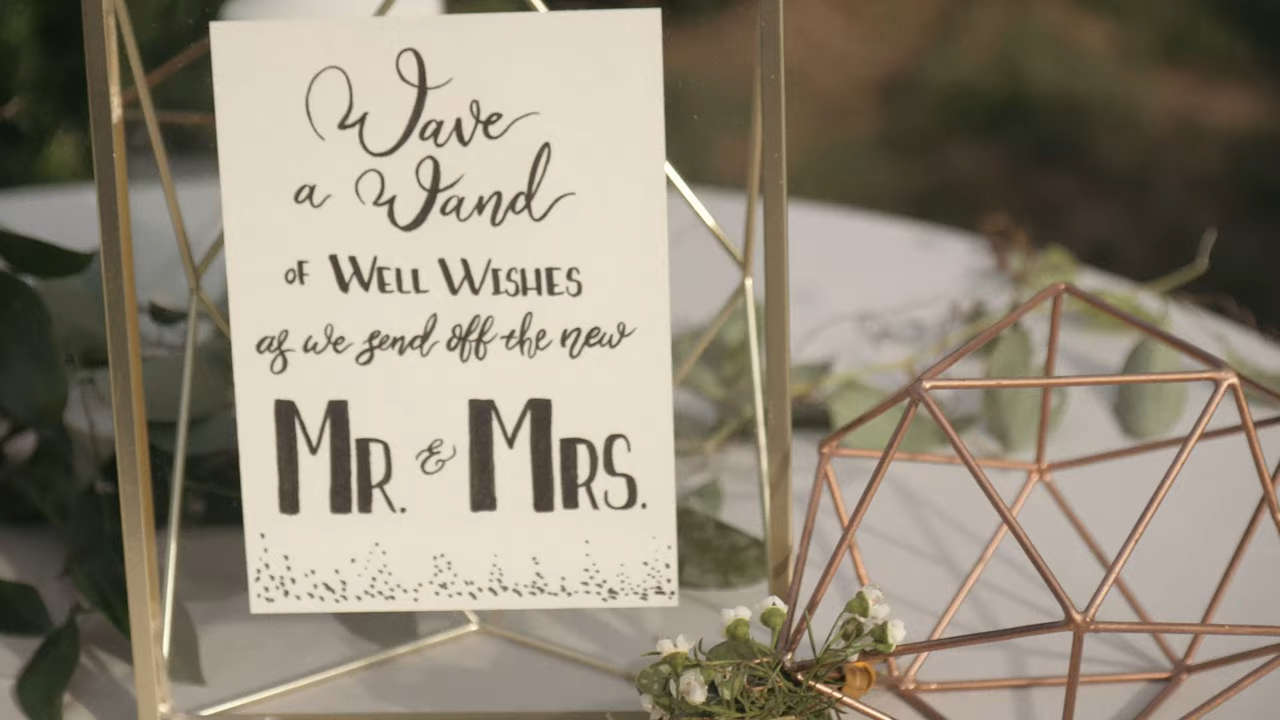 Wave
a Wand
OF WELL WISHES
as we send off the new
MR. & MRS.